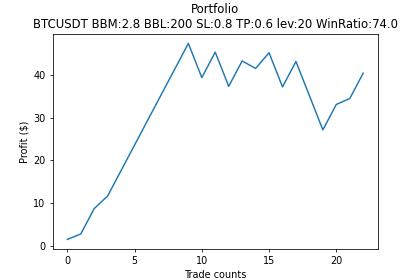 Portfolio
BTCUSDT BBM:2.8 BBL:200 SL:0.8 TP:0.6 lev:20 WinRatio:74.0
40
30
20
10
0
Profit ($)
0 5 10 15 20
Trade counts